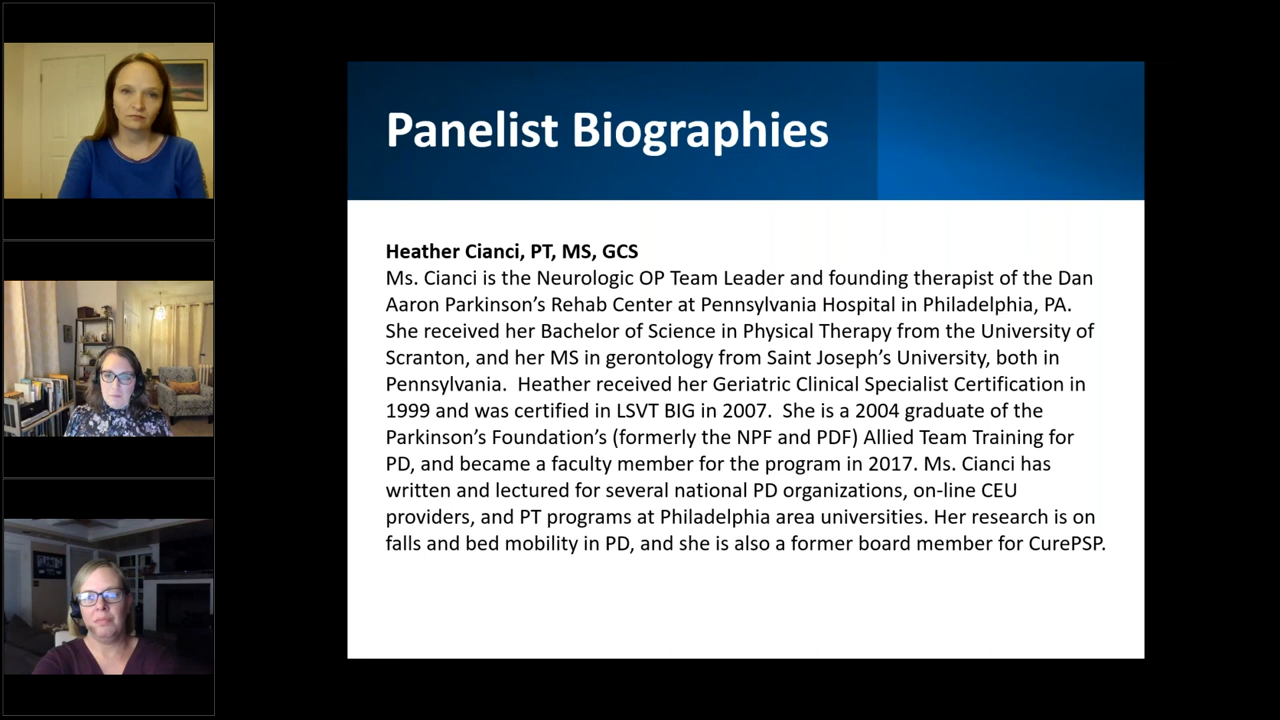 Panelist Biographies
Heather Cianci, PT, MS, GCS
Ms. Cianci is the Neurologic OP Team Leader and founding therapist of the Dan
Aaron Parkinson’s Rehab Center at Pennsylvania Hospital in Philadelphia, PA.
She received her Bachelor of Science in Physical Therapy from the University of
Scranton, and her MS in gerontology from Saint Joseph’s University, both in
Pennsylvania.  Heather received her Geriatric Clinical Specialist Certification in
1999 and was certified in LSVT BIG in 2007.  She is a 2004 graduate of the
Parkinson’s Foundation’s (formerly the NPF and PDF) Allied Team Training for
PD, and became a faculty member for the program in 2017. Ms. Cianci has
written and lectured for several national PD organizations, on-line CEU
providers, and PT programs at Philadelphia area universities. Her research is on
falls and bed mobility in PD, and she is also a former board member for CurePSP.